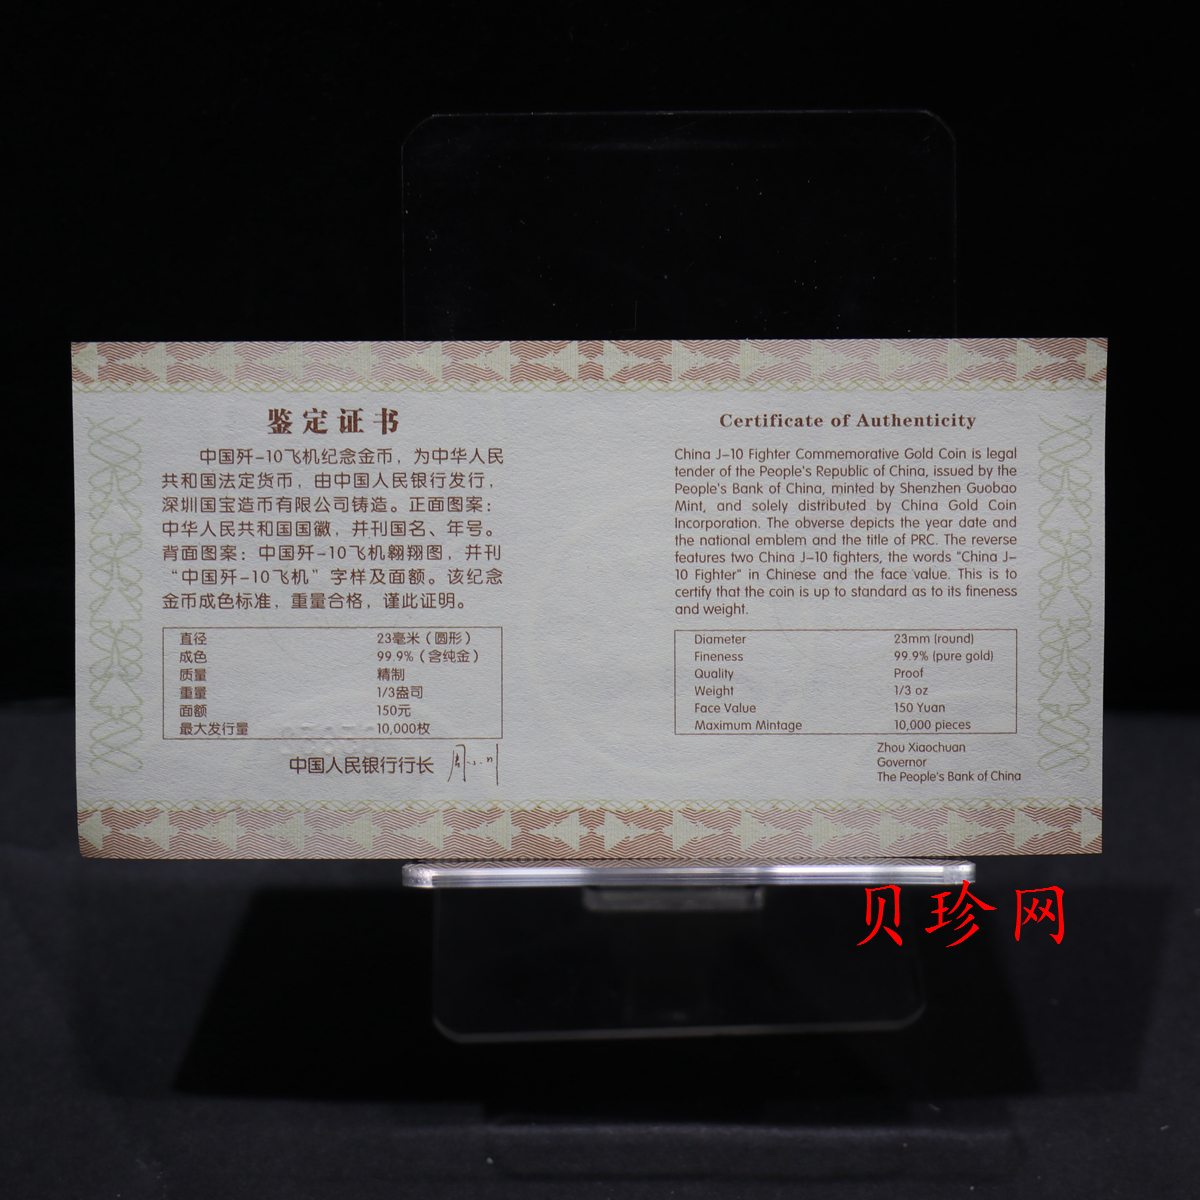 鉴定证书
中国歼-10飞机纪念金币，为中华人民
共和国法定货币，由中国人民银行发行，
深圳国宝造币有限公司铸造。正面图案：
中华人民共和国国徽，并刊国名、年号。
背面图案：中国歼-10飞机翱翔图，并刊
“中国歼-10飞机”字样及面额。该纪念
金币成色标准，重量合格，谨此证明。
直径 23毫米（圆形）
成色 99.9%（含纯金）
质量 精制
重量 1/3盎司
面额 150元
最大发行量 10,000枚
中国人民银行行长 周小川
Certificate of Authenticity
China J-10 Fighter Commemorative Gold Coin is legal
tender of the People's Republic of China, issued by the
People's Bank of China, minted by Shenzhen Guobao
Mint, and solely distributed by China Gold Coin
Incorporation. The obverse depicts the year date and
the national emblem and the title of PRC. The reverse
features two China J-10 fighters, the words "China J-
10 Fighter" in Chinese and the face value. This is to
certify that the coin is up to standard as to its fineness
and weight.
Diameter 23mm (round)
Fineness 99.9% (pure gold)
Quality Proof
Weight 1/3 oz
Face Value 150 Yuan
Maximum Mintage 10,000 pieces
Zhou Xiaochuan
Governor
The People's Bank of China
贝珍网